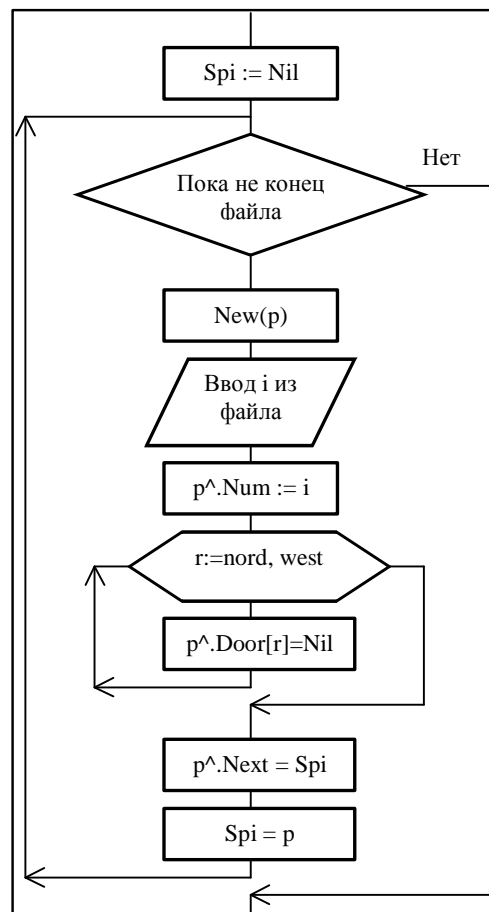 Spi := Nil
Нет
Пока не конец
файла
New(p)
Ввод i из
файла
p^.Num := i
r:=nord, west
p^.Door[r]=Nil
p^.Next = Spi
Spi = p